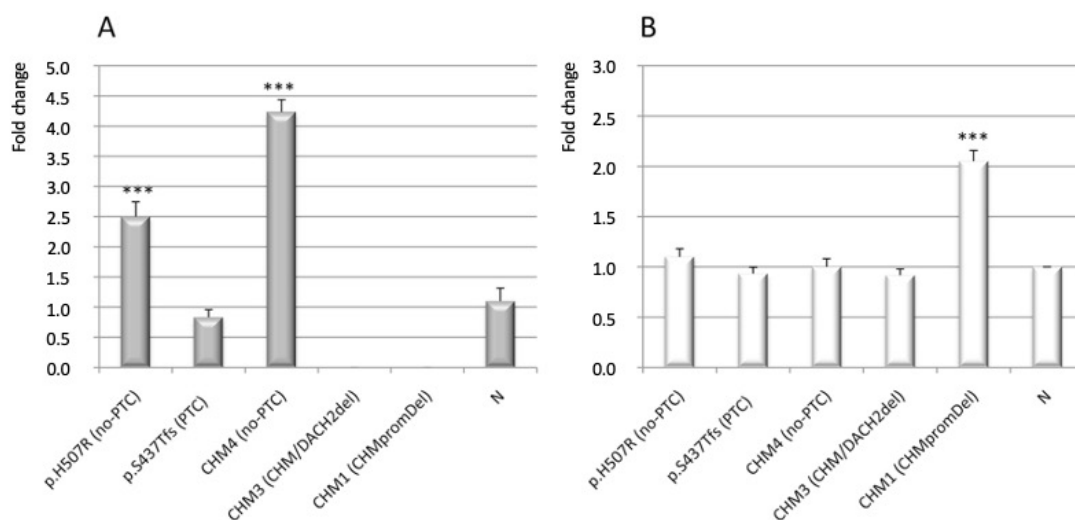 A
Fold change
5.0
4.5
4.0
3.5
3.0
2.5
2.0
1.5
1.0
0.5
0.0
***
***
p.H507R (no-PTC)
p.S437Tfs (PTC)
CHM4 (no-PTC)
CHM3 (CHM/DACH2del)
CHM1 (CHMpromDel)
N
B
Fold change
3.0
2.5
2.0
1.5
1.0
0.5
0.0
***
p.H507R (no-PTC)
p.S437Tfs (PTC)
CHM4 (no-PTC)
CHM3 (CHM/DACH2del)
CHM1 (CHMpromDel)
N